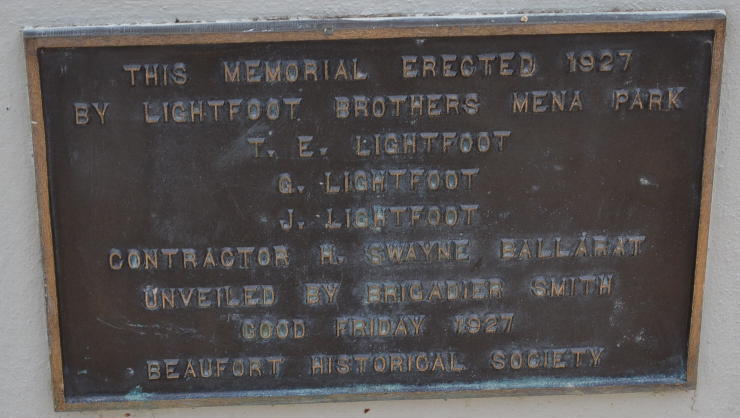 THIS MEMORIAL ERECTED 1927
BY LIGHTFOOT BROTHERS MENA PARK
T. E. LIGHTFOOT
G. LIGHTFOOT
J. LIGHTFOOT
CONTRACTOR H. SWAYNE BALLARAT
UNVEILED BY BRIGADIER SMITH
GOOD FRIDAY 1927
BEAUFORT HISTORICAL SOCIETY